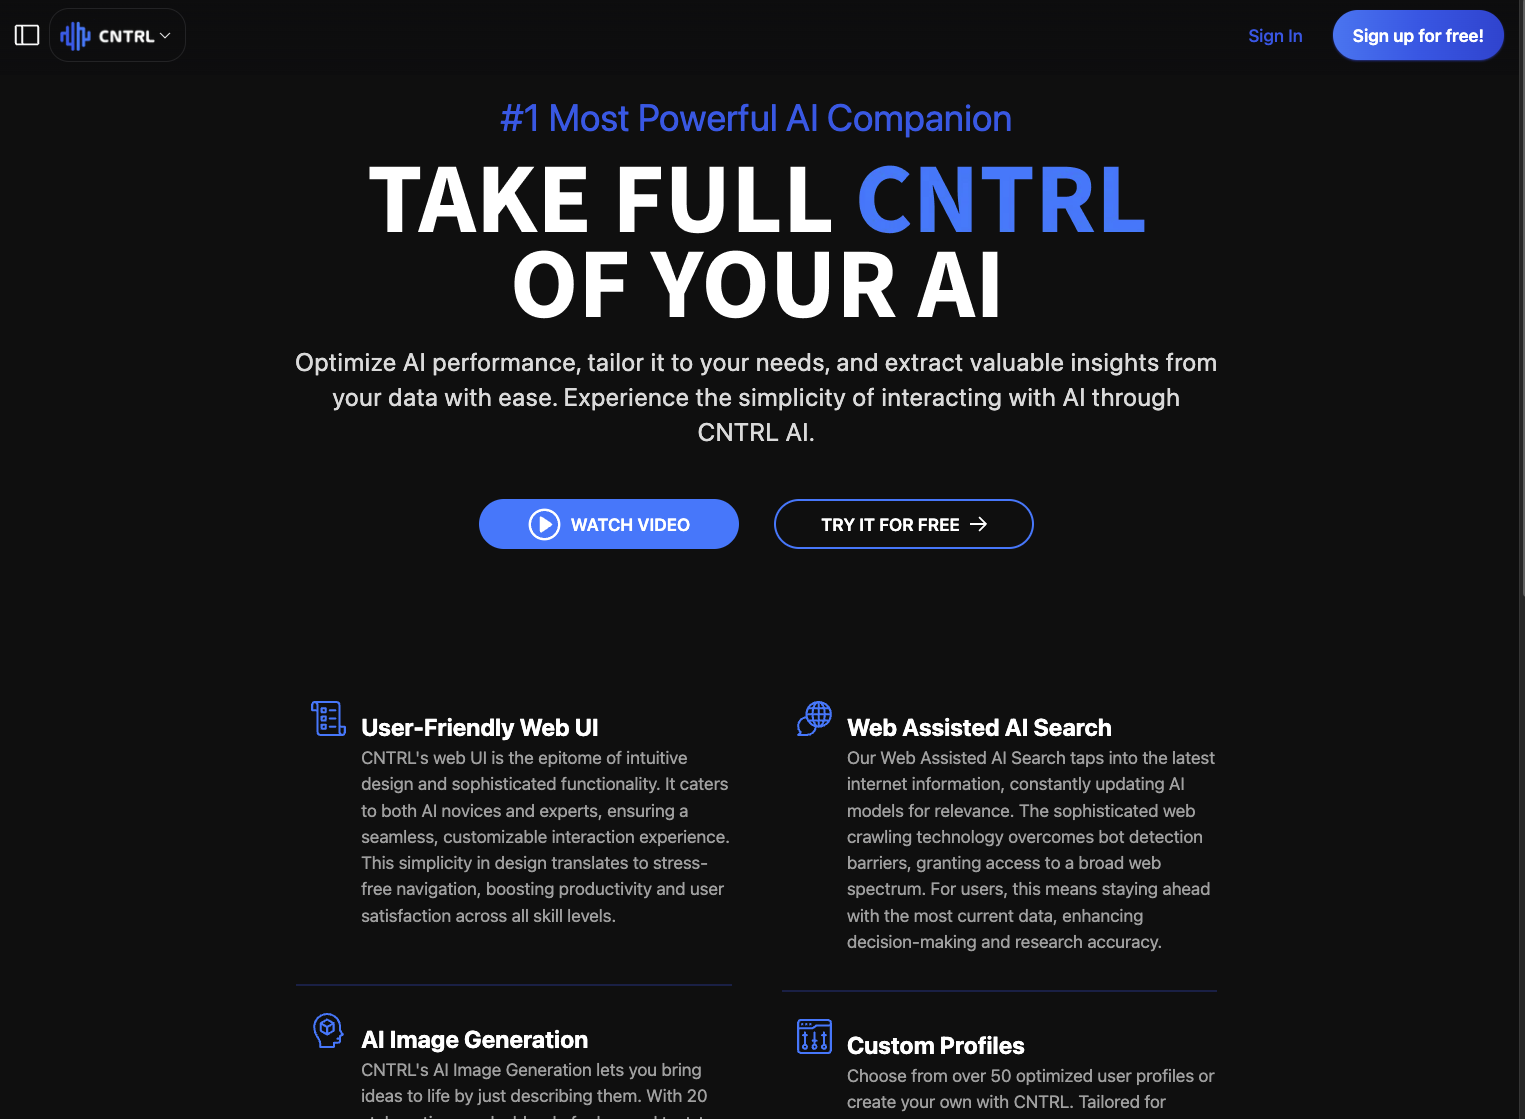 CNTRL
Sign In
Sign up for free!
#1 Most Powerful AI Companion
TAKE FULL CNTRL
OF YOUR AI
Optimize AI performance, tailor it to your needs, and extract valuable insights from
your data with ease. Experience the simplicity of interacting with AI through
CNTRL AI.
WATCH VIDEO
TRY IT FOR FREE →
User-Friendly Web UI
CNTRL's web UI is the epitome of intuitive
design and sophisticated functionality. It caters
to both AI novices and experts, ensuring a
seamless, customizable interaction experience.
This simplicity in design translates to stress-
free navigation, boosting productivity and user
satisfaction across all skill levels.
Web Assisted AI Search
Our Web Assisted AI Search taps into the latest
internet information, constantly updating AI
models for relevance. The sophisticated web
crawling technology overcomes bot detection
barriers, granting access to a broad web
spectrum. For users, this means staying ahead
with the most current data, enhancing
decision-making and research accuracy.
AI Image Generation
CNTRL's AI Image Generation lets you bring
ideas to life by just describing them. With 20
Custom Profiles
Choose from over 50 optimized user profiles or
create your own with CNTRL. Tailored for